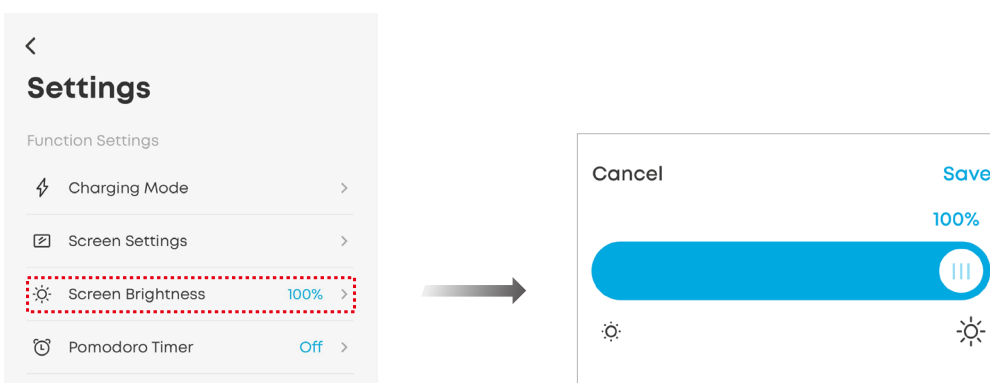 Settings
Function Settings
Charging Mode
Screen Settings
Screen Brightness 100%
Pomodoro Timer Off
Cancel Save
100%